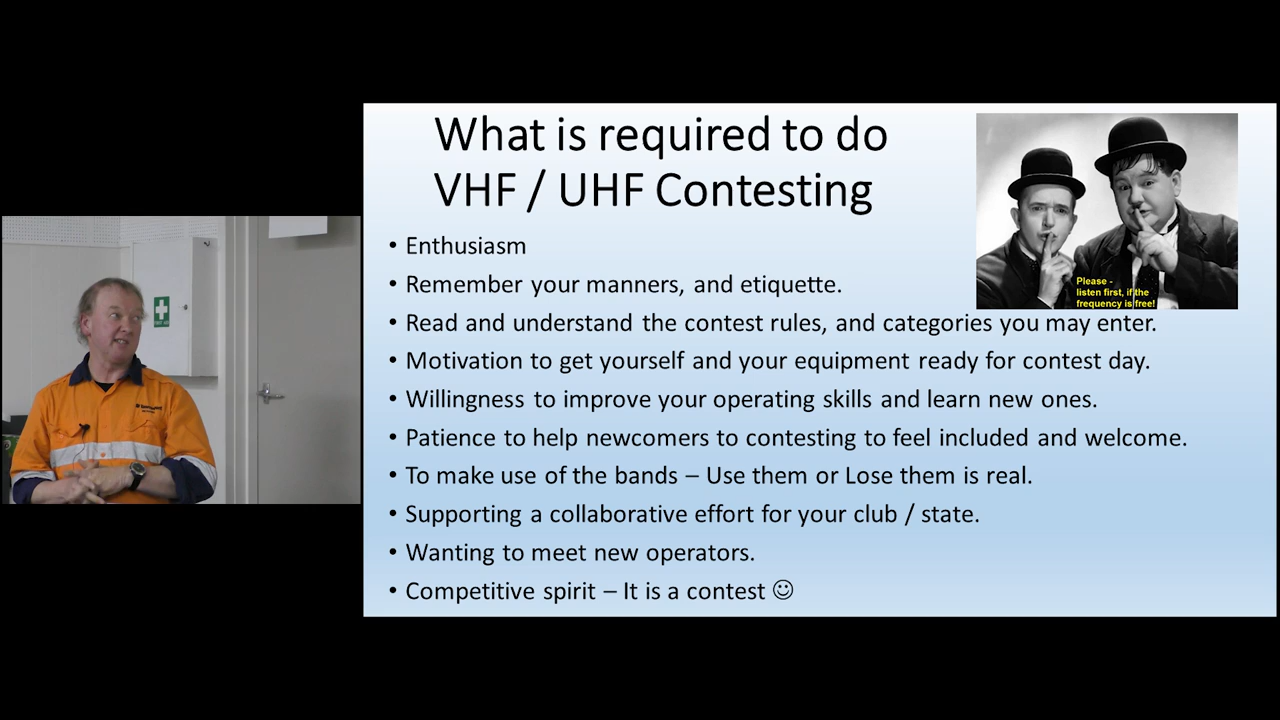 What is required to do
VHF / UHF Contesting
Please -
listen first, if the
frequency is free!
• Enthusiasm
• Remember your manners, and etiquette.
• Read and understand the contest rules, and categories you may enter.
• Motivation to get yourself and your equipment ready for contest day.
• Willingness to improve your operating skills and learn new ones.
• Patience to help newcomers to contesting to feel included and welcome.
• To make use of the bands – Use them or Lose them is real.
• Supporting a collaborative effort for your club / state.
• Wanting to meet new operators.
• Competitive spirit – It is a contest ☺